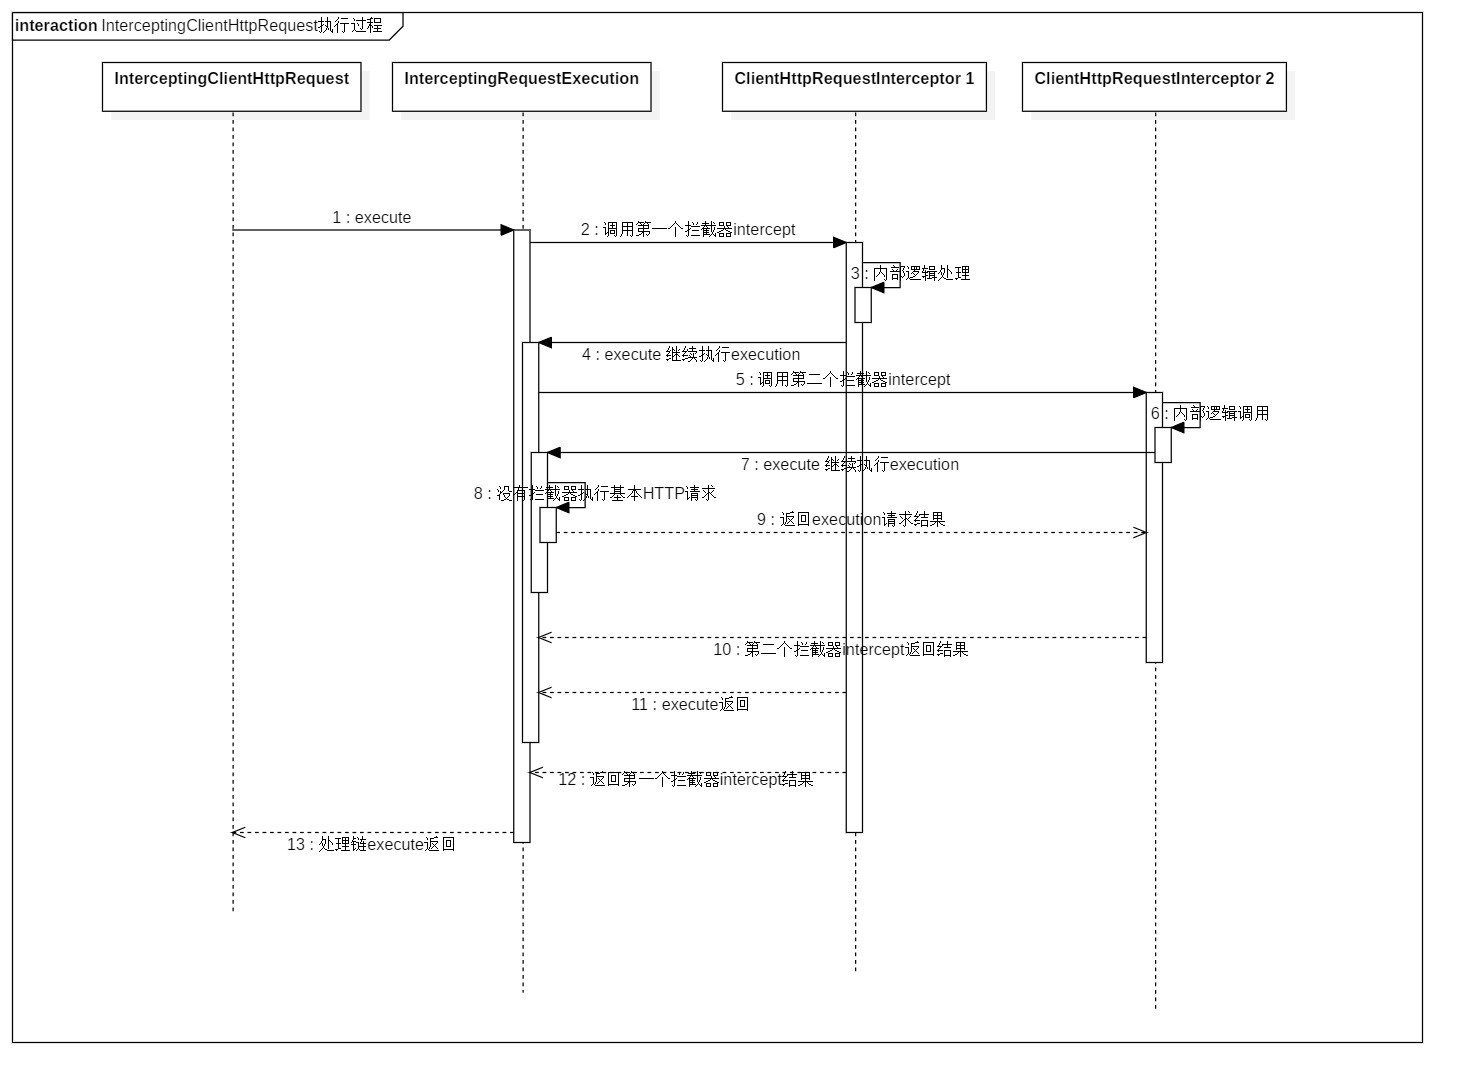 interaction InterceptingClientHttpRequest执行过程
InterceptingClientHttpRequest
InterceptingRequestExecution
ClientHttpRequestInterceptor 1
ClientHttpRequestInterceptor 2
1 : execute
2 : 调用第一个拦截器intercept
3 : 内部逻辑处理
4 : execute 继续执行execution
5 : 调用第二个拦截器intercept
6 : 内部逻辑调用
7 : execute 继续执行execution
8 : 没有拦截器执行基本HTTP请求
9 : 返回execution请求结果
10 : 第二个拦截器intercept返回结果
11 : execute返回
12 : 返回第一个拦截器intercept结果
13 : 处理链execute返回